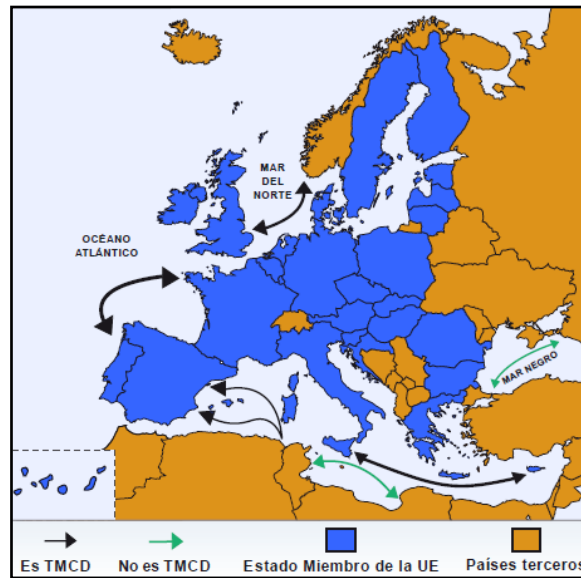 MAR
DEL
NORTE
OCÉANO
ATLÁNTICO
MAR NEGRO
Es TMCD
No es TMCD
Estado Miembro de la UE
Países terceros